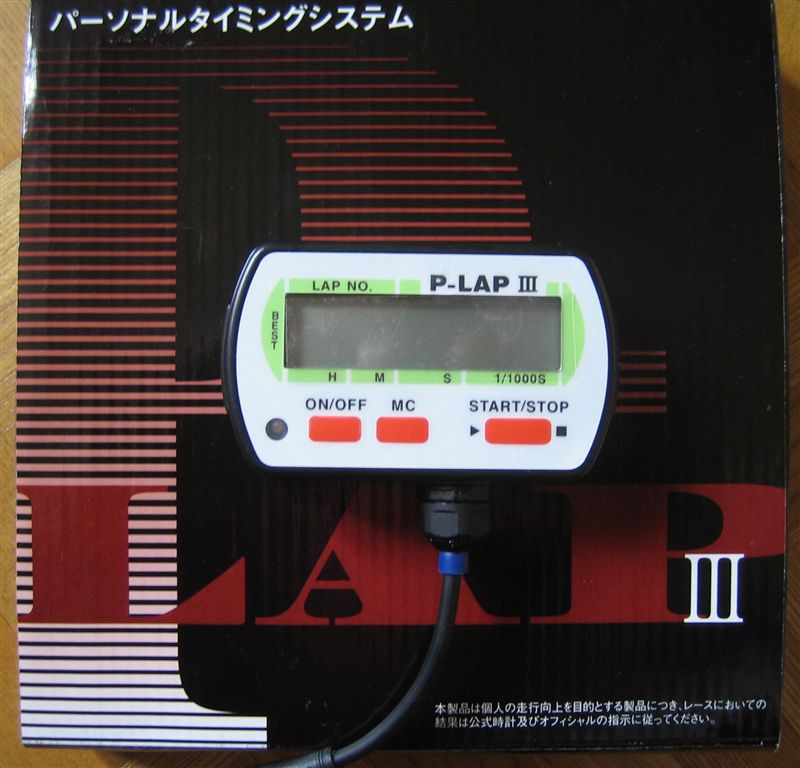 パーソナルタイミングシステム
LAP NO. P-LAP III
BEST
H M S 1/1000S
ON/OFF MC START/STOP
LAP III
本製品は個人の走行向上を目的とする製品につき、レースにおいての
結果は公式時計及びオフィシャルの指示に従ってください。